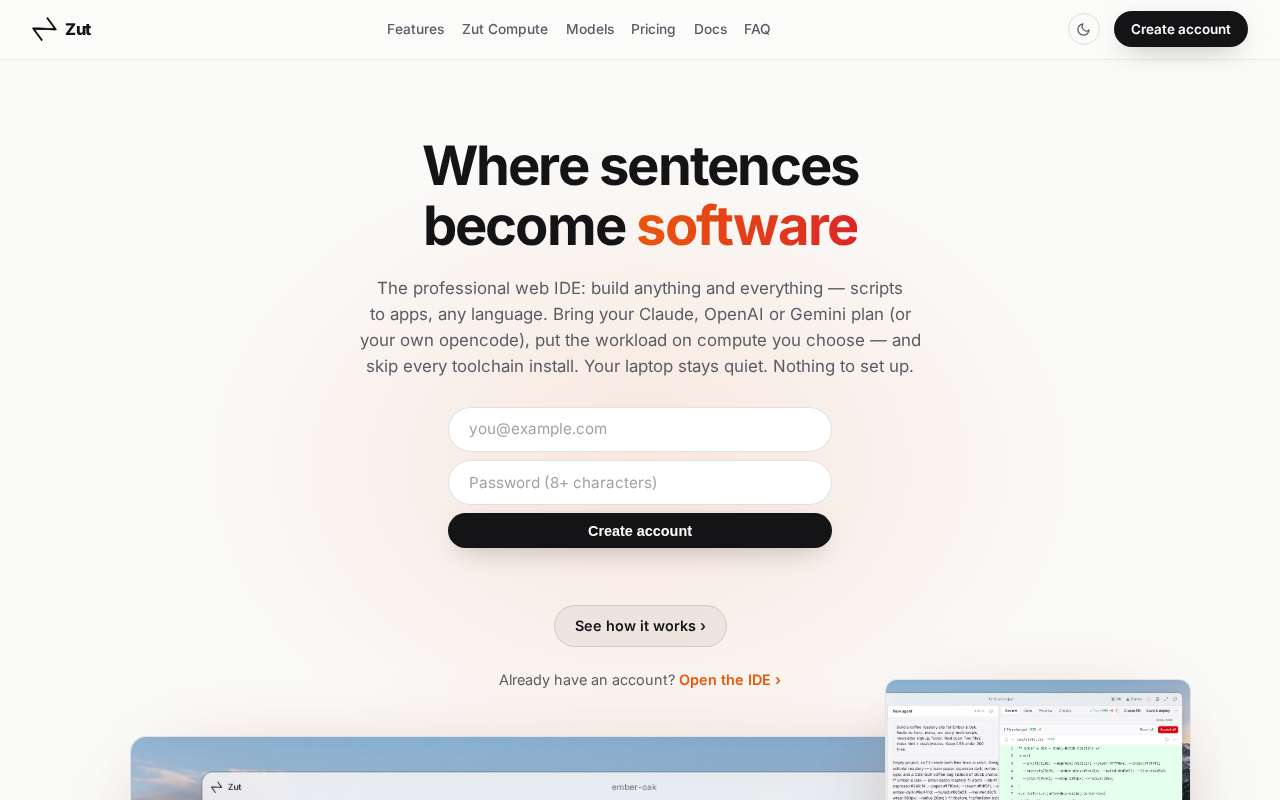 Zut
Features
Zut Compute
Models
Pricing
Docs
FAQ
Create account
Where sentences
become software
The professional web IDE: build anything and everything — scripts
to apps, any language. Bring your Claude, OpenAI or Gemini plan (or
your own opencode), put the workload on compute you choose — and
skip every toolchain install. Your laptop stays quiet. Nothing to set up.
you@example.com
Password (8+ characters)
Create account
See how it works ›
Already have an account? Open the IDE ›
Zut
ember-oak